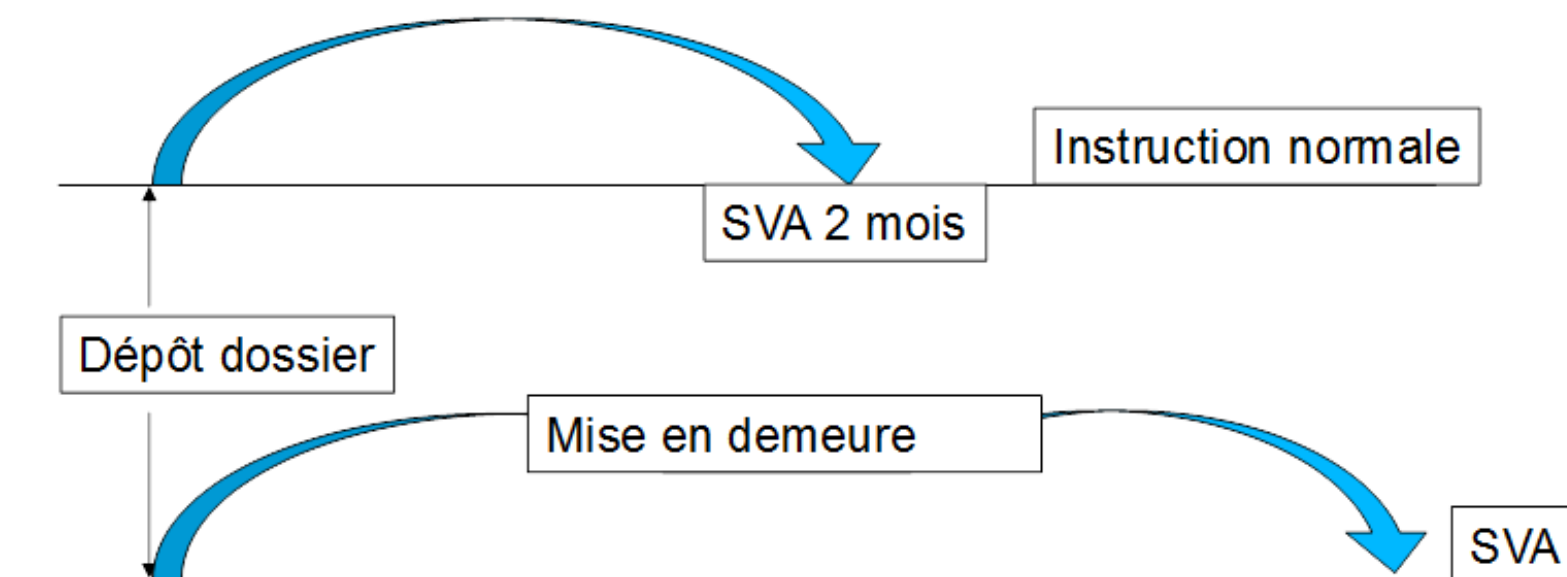 Instruction normale
SVA 2 mois
Dépôt dossier
Mise en demeure
SVA